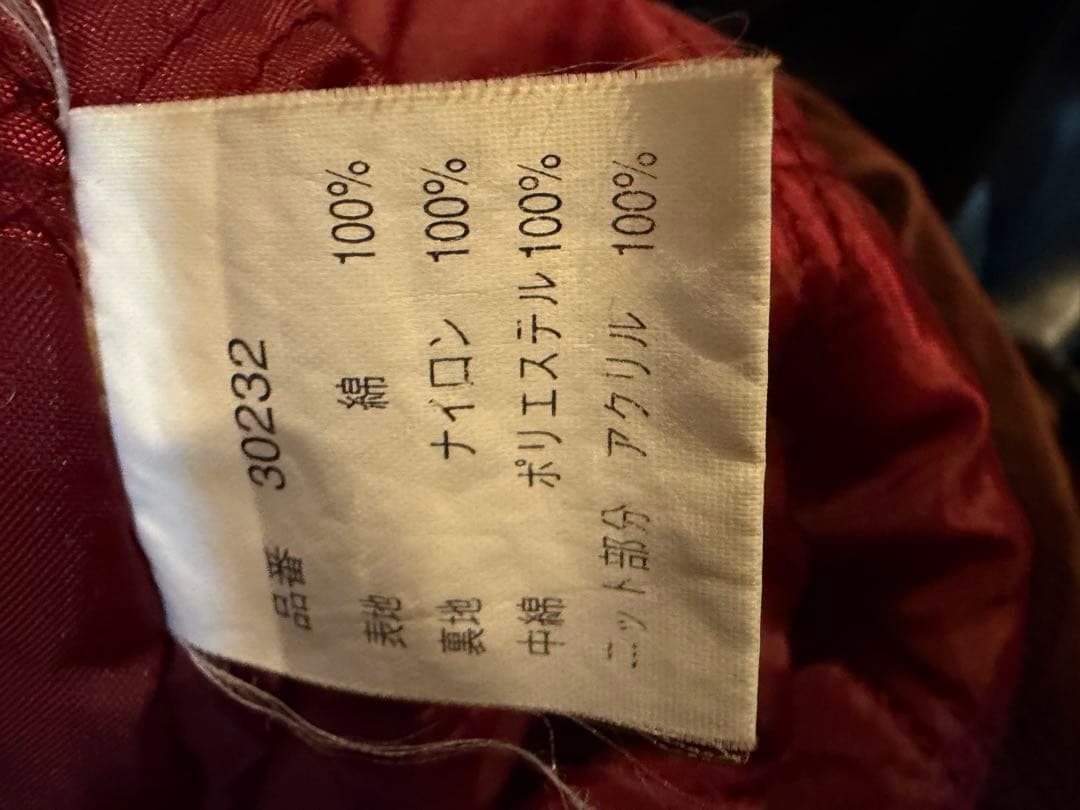 品番 30232
表地 綿 100%
裏地 ナイロン 100%
中綿 ポリエステル 100%
ニット部分 アクリル 100%